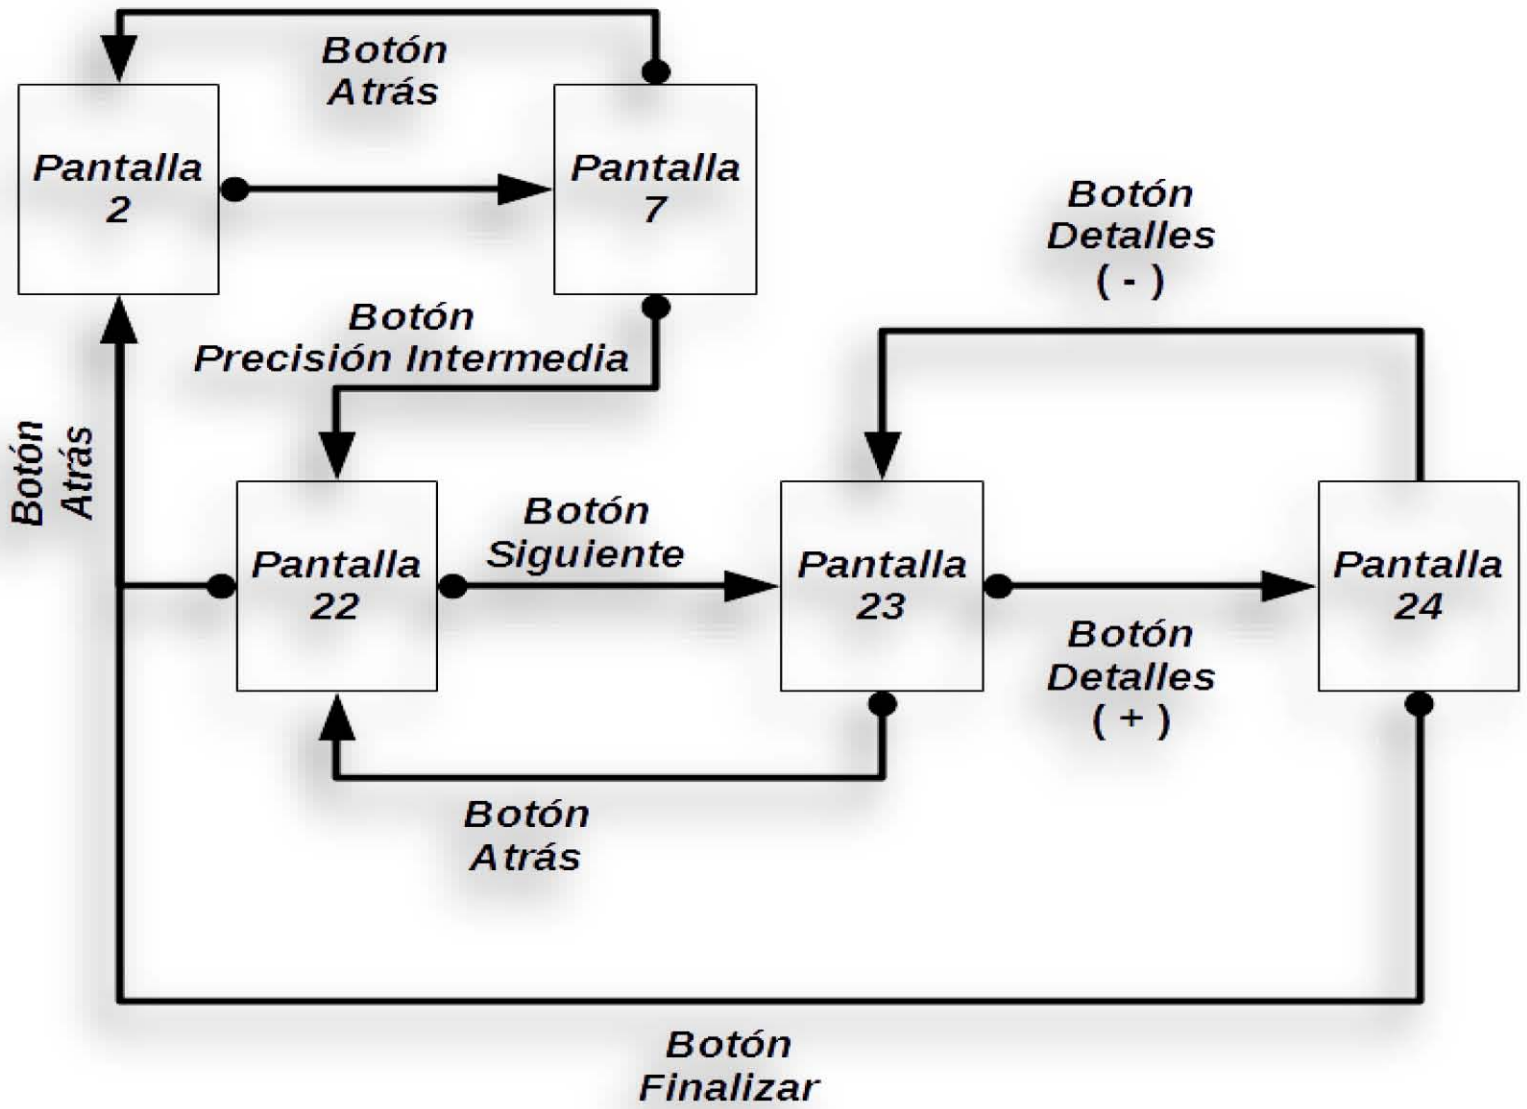 Botón
Atrás
Pantalla
2
Pantalla
7
Botón
Detalles
( - )
Botón
Precisión Intermedia
Botón
Atrás
Pantalla
22
Botón
Siguiente
Pantalla
23
Botón
Detalles
( + )
Pantalla
24
Botón
Atrás
Botón
Finalizar